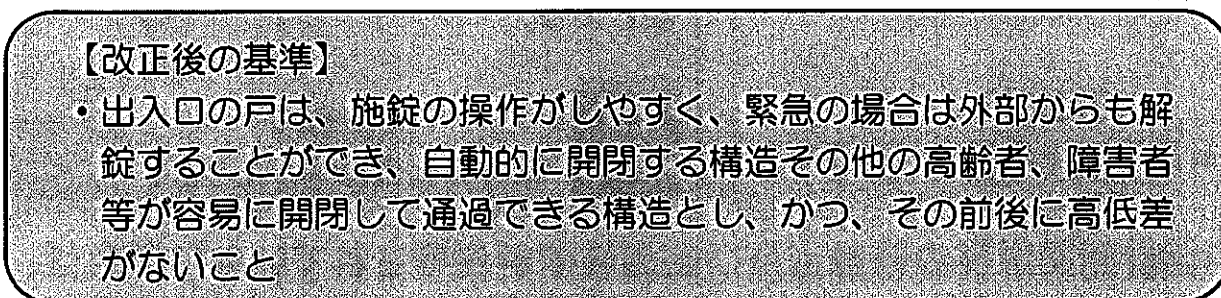 【改正後の基準】
・出入口の戸は、施錠の操作がしやすく、緊急の場合は外部からも解
錠することができ、自動的に開閉する構造その他の高齢者、障害者
等が容易に開閉して通過できる構造とし、かつ、その前後に高低差
がないこと